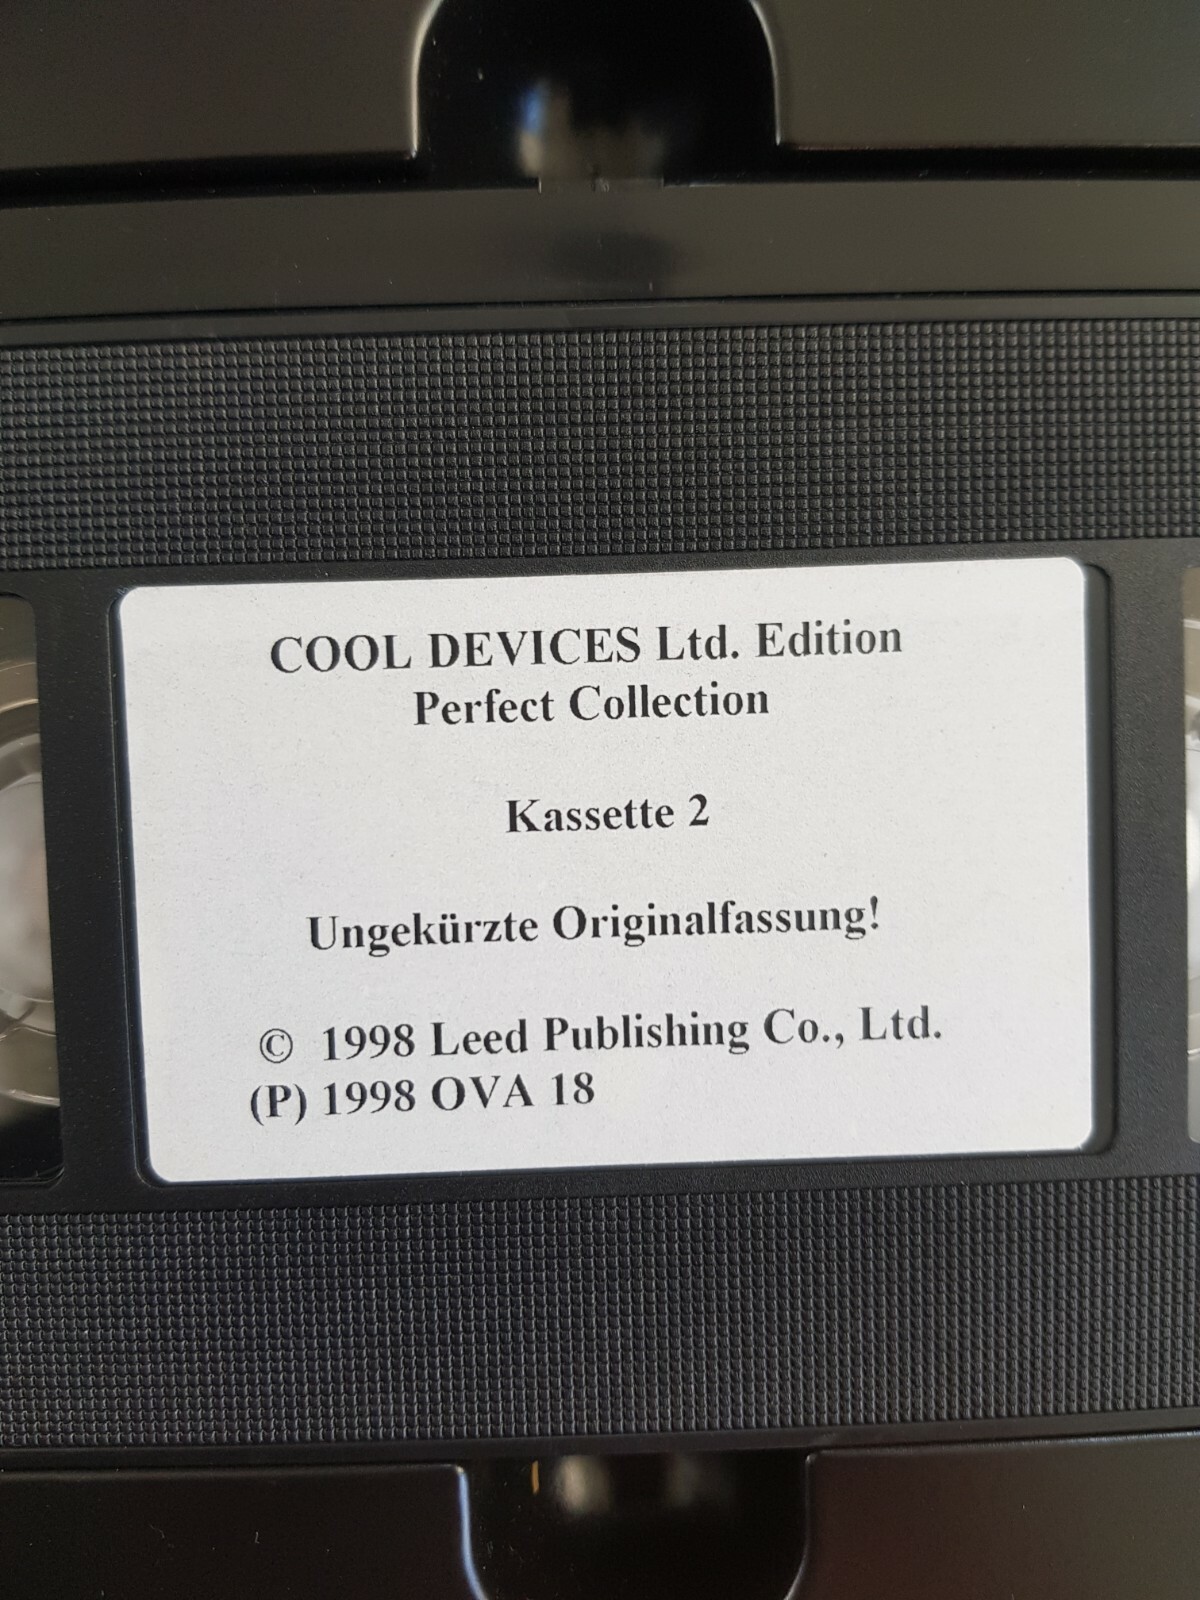 COOL DEVICES Ltd. Edition
Perfect Collection
Kassette 2
Ungekürzte Originalfassung!
© 1998 Leed Publishing Co., Ltd.
(P) 1998 OVA 18